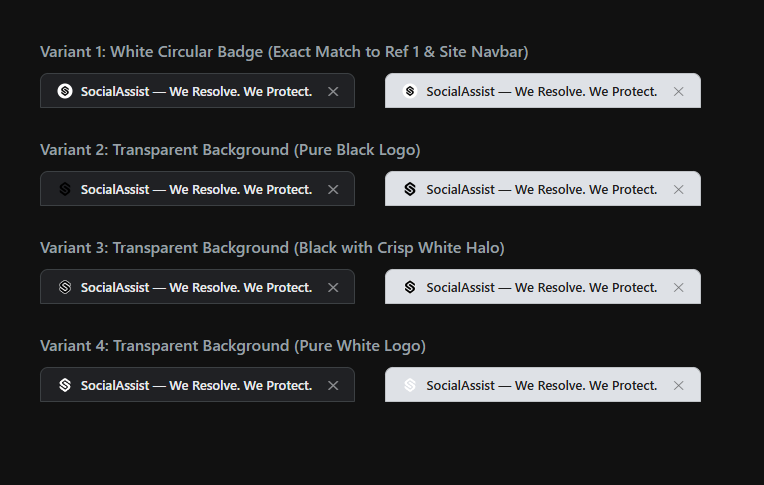 Variant 1: White Circular Badge (Exact Match to Ref 1 & Site Navbar)
SocialAssist — We Resolve. We Protect. SocialAssist — We Resolve. We Protect.
Variant 2: Transparent Background (Pure Black Logo)
SocialAssist — We Resolve. We Protect. SocialAssist — We Resolve. We Protect.
Variant 3: Transparent Background (Black with Crisp White Halo)
SocialAssist — We Resolve. We Protect. SocialAssist — We Resolve. We Protect.
Variant 4: Transparent Background (Pure White Logo)
SocialAssist — We Resolve. We Protect. SocialAssist — We Resolve. We Protect.